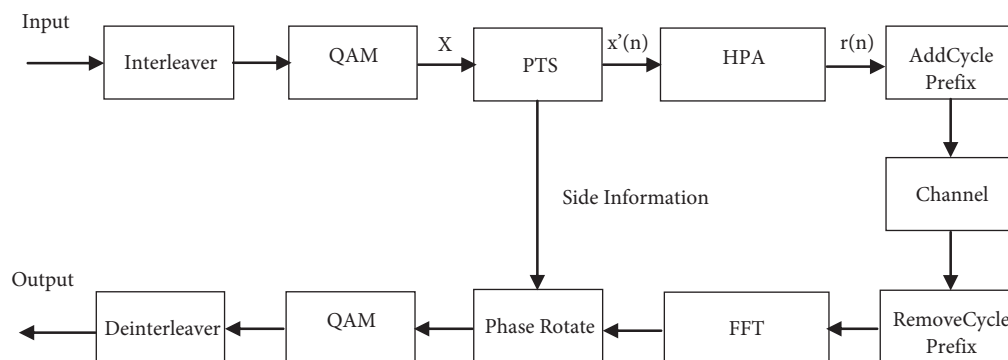 Input
Interleaver
QAM
X
PTS
x'(n)
HPA
r(n)
AddCycle
Prefix
Side Information
Channel
Output
Deinterleaver
QAM
Phase Rotate
FFT
RemoveCycle
Prefix